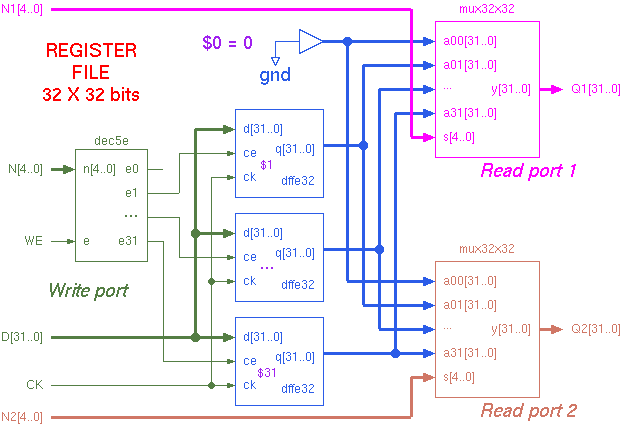 N1[4..0]
mux32x32
REGISTER
FILE
32 X 32 bits
$0 = 0
gnd
a00[31..0]
a01[31..0]
...
y[31..0]
Q1[31..0]
a31[31..0]
s[4..0]
Read port 1
dec5e
N[4..0]
n[4..0]
e0
e1
...
WE
e
e31
Write port
d[31..0]
q[31..0]
ce
$1
ck
dffe32
d[31..0]
q[31..0]
ce
...
ck
dffe32
d[31..0]
q[31..0]
ce
$31
ck
dffe32
mux32x32
a00[31..0]
a01[31..0]
...
y[31..0]
Q2[31..0]
a31[31..0]
s[4..0]
Read port 2
D[31..0]
CK
N2[4..0]